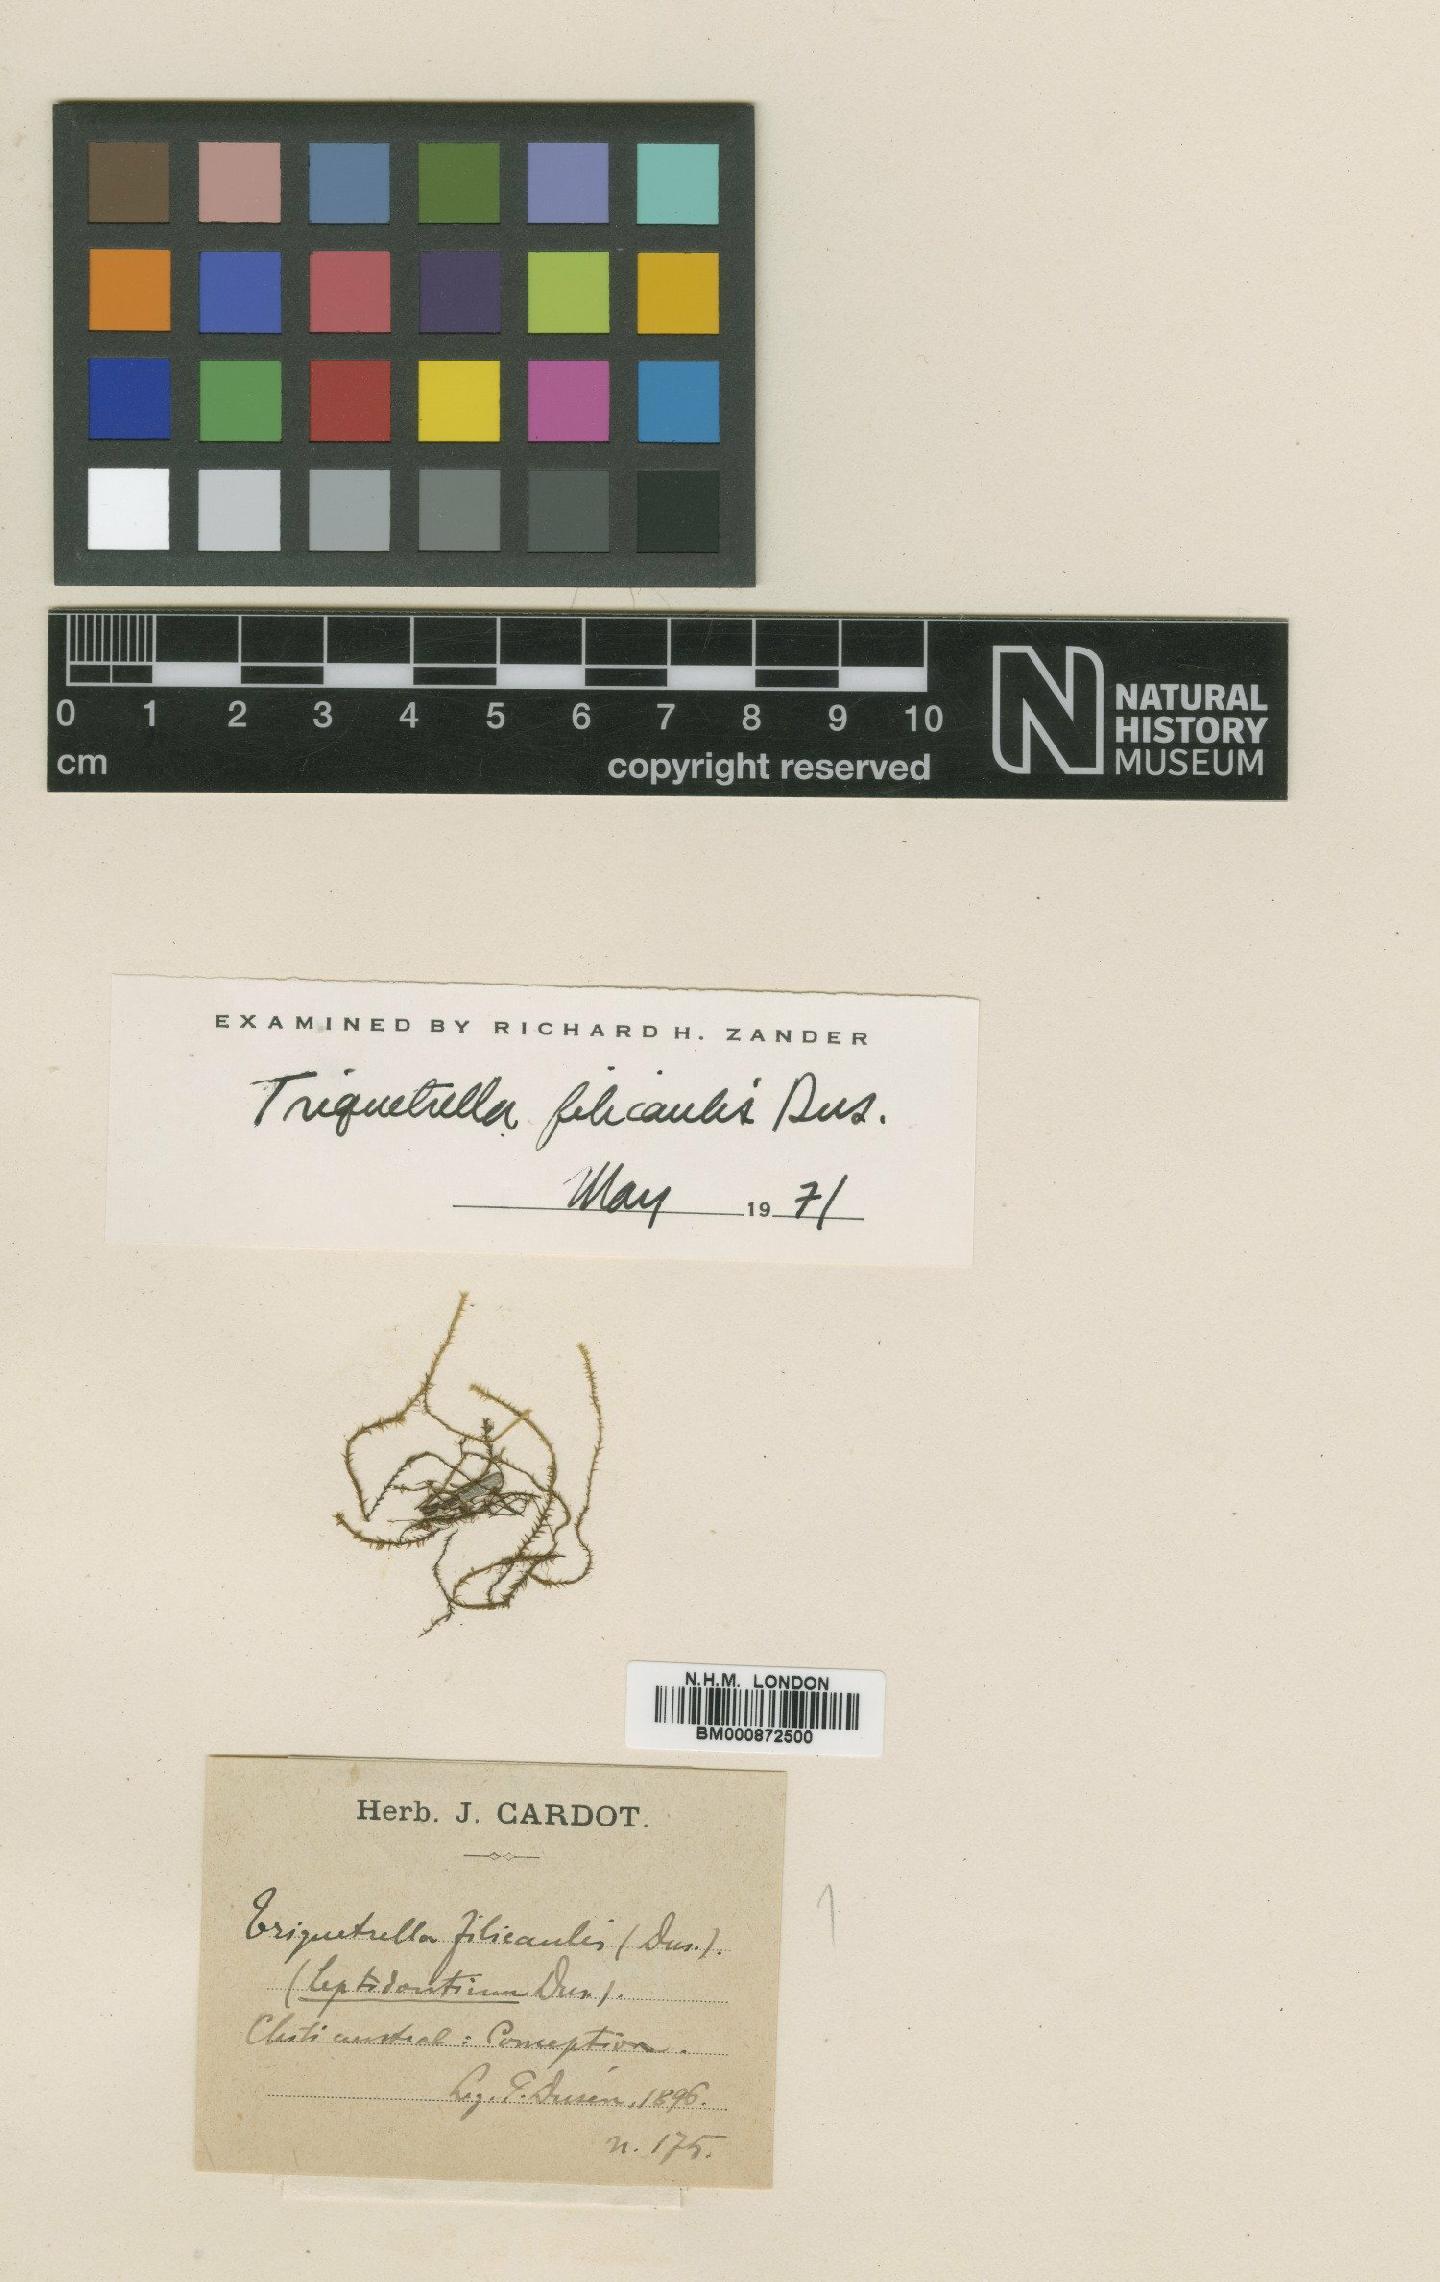 0 1 2 3 4 5 6 7 8 9 10
cm
copyright reserved
NATURAL
HISTORY
MUSEUM
EXAMINED BY RICHARD H. ZANDER
Triquetrella filicaulis Dus.
May 1971
N.H.M. LONDON
BM000872500
Herb. J. CARDOT.
Triquetrella filicaulis (Dus.).
(Leptodontium Dus.).
Chili austral: Conception.
Leg. P. Dusén, 1896.
n. 175.
1